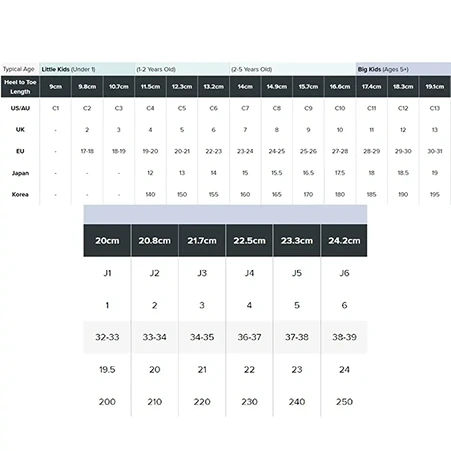 Typical Age Little Kids (Under 1) (1-2 Years Old) (2-5 Years Old) Big Kids (Ages 5+)
Heel to Toe Length 9cm 9.8cm 10.7cm 11.5cm 12.3cm 13.2cm 14cm 14.9cm 15.7cm 16.6cm 17.4cm 18.3cm 19.1cm
US/AU C1 C2 C3 C4 C5 C6 C7 C8 C9 C10 C11 C12 C13
UK - 2 3 4 5 6 7 8 9 10 11 12 13
EU - 17-18 18-19 19-20 20-21 22-23 23-24 24-25 25-26 27-28 28-29 29-30 30-31
Japan - - - 12 13 14 15 15.5 16.5 17.5 18 18.5 19
Korea - - - 140 150 155 160 165 170 180 185 190 195
20cm 20.8cm 21.7cm 22.5cm 23.3cm 24.2cm
J1 J2 J3 J4 J5 J6
1 2 3 4 5 6
32-33 33-34 34-35 36-37 37-38 38-39
19.5 20 21 22 23 24
200 210 220 230 240 250